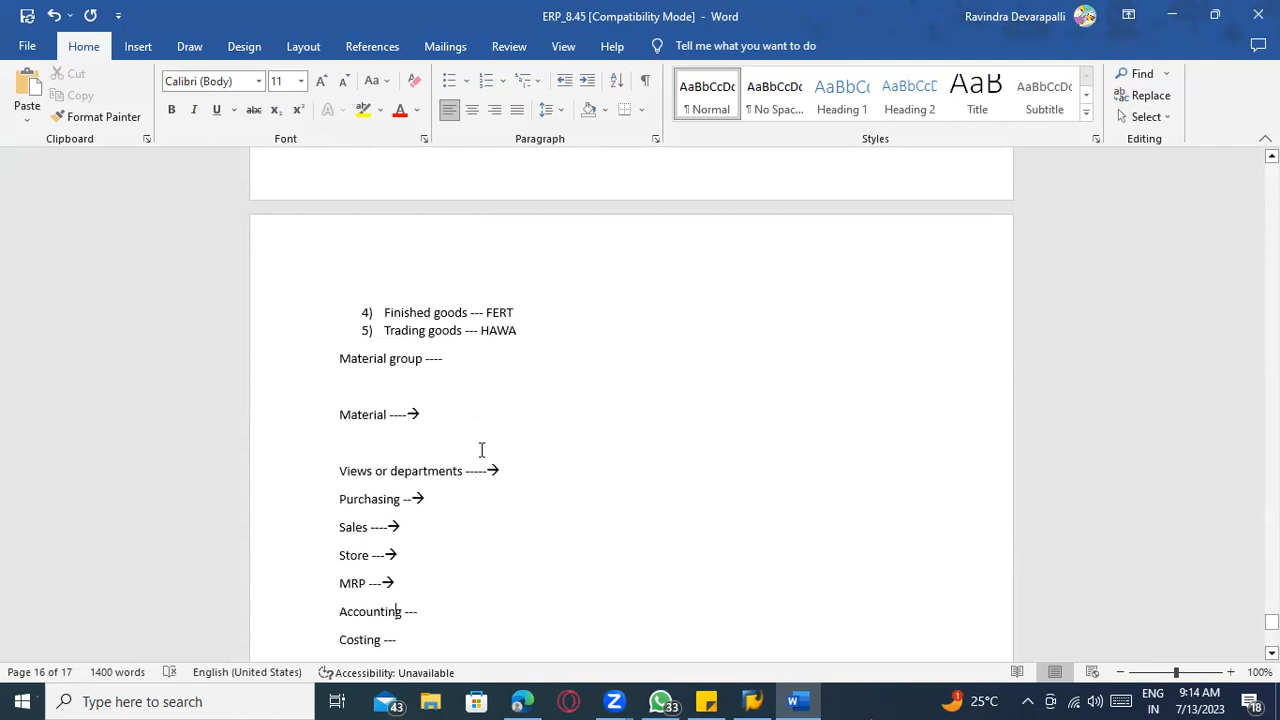 ERP_8.45 [Compatibility Mode] - Word
Ravindra Devarapalli
File Home Insert Draw Design Layout References Mailings Review View Help Tell me what you want to do
Paste
Cut
Copy
Format Painter
Clipboard
Calibri (Body) 11
Font
Paragraph
AaBbCcDc
¶ Normal
AaBbCcDc
¶ No Spac...
AaBbCc
Heading 1
AaBbCcC
Heading 2
AaB
Title
AaBbCcD
Subtitle
Styles
Find
Replace
Select
Editing
4) Finished goods --- FERT
5) Trading goods --- HAWA
Material group ----
Material ----→
Views or departments -----→
Purchasing --→
Sales ----→
Store ---→
MRP ---→
Accounting ---
Costing ---
Page 16 of 17 1400 words English (United States) Accessibility: Unavailable 100%
Type here to search
43
33
25°C
ENG
IN
9:14 AM
7/13/2023
18